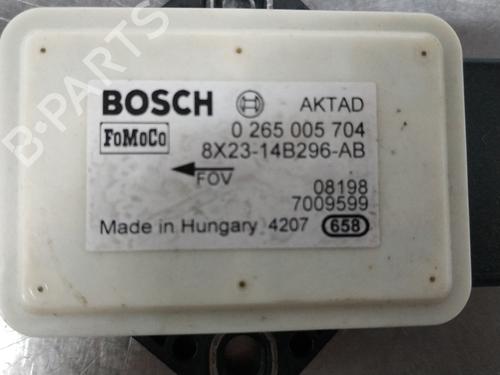 B-PARTS
BOSCH AKTAD
FoMoCo 0 265 005 704
8X23-14B296-AB
FOV
08198
7009599
Made in Hungary 4207 658